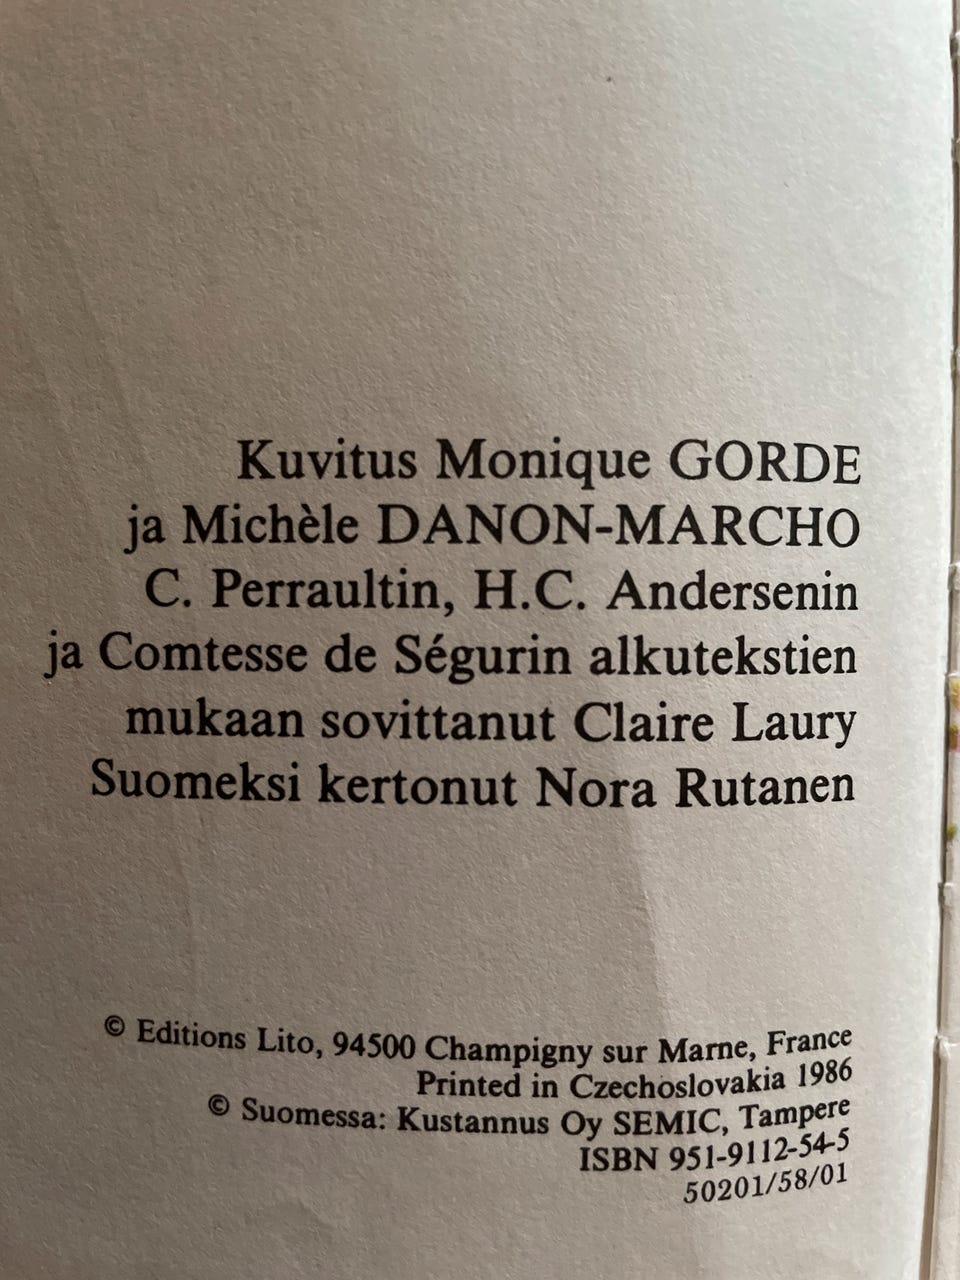 Kuvitus Monique GORDE
ja Michèle DANON-MARCHO
C. Perraultin, H.C. Andersenin
ja Comtesse de Ségurin alkutekstien
mukaan sovittanut Claire Laury
Suomeksi kertonut Nora Rutanen
© Editions Lito, 94500 Champigny sur Marne, France
Printed in Czechoslovakia 1986
© Suomessa: Kustannus Oy SEMIC, Tampere
ISBN 951-9112-54-5
50201/58/01